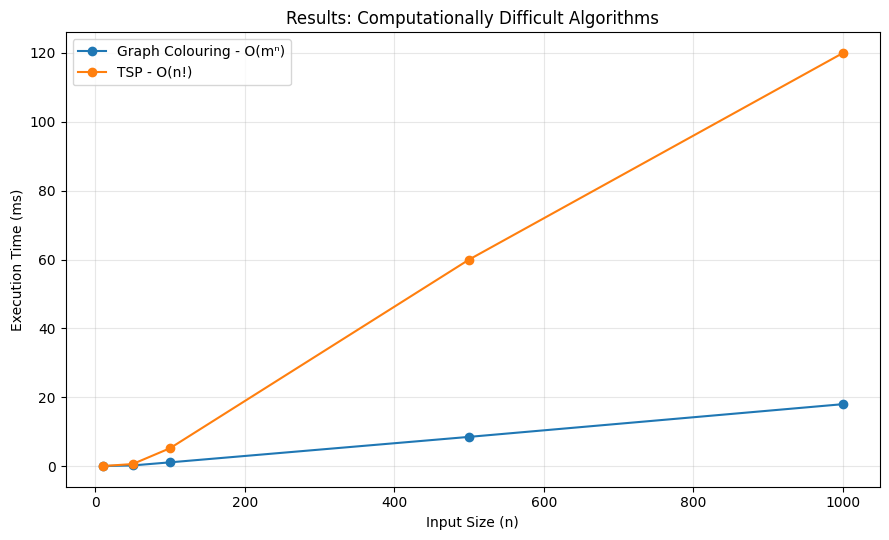 Results: Computationally Difficult Algorithms
Graph Colouring - O(mⁿ)
TSP - O(n!)
Execution Time (ms)
120
100
80
60
40
20
0
0 200 400 600 800 1000
Input Size (n)